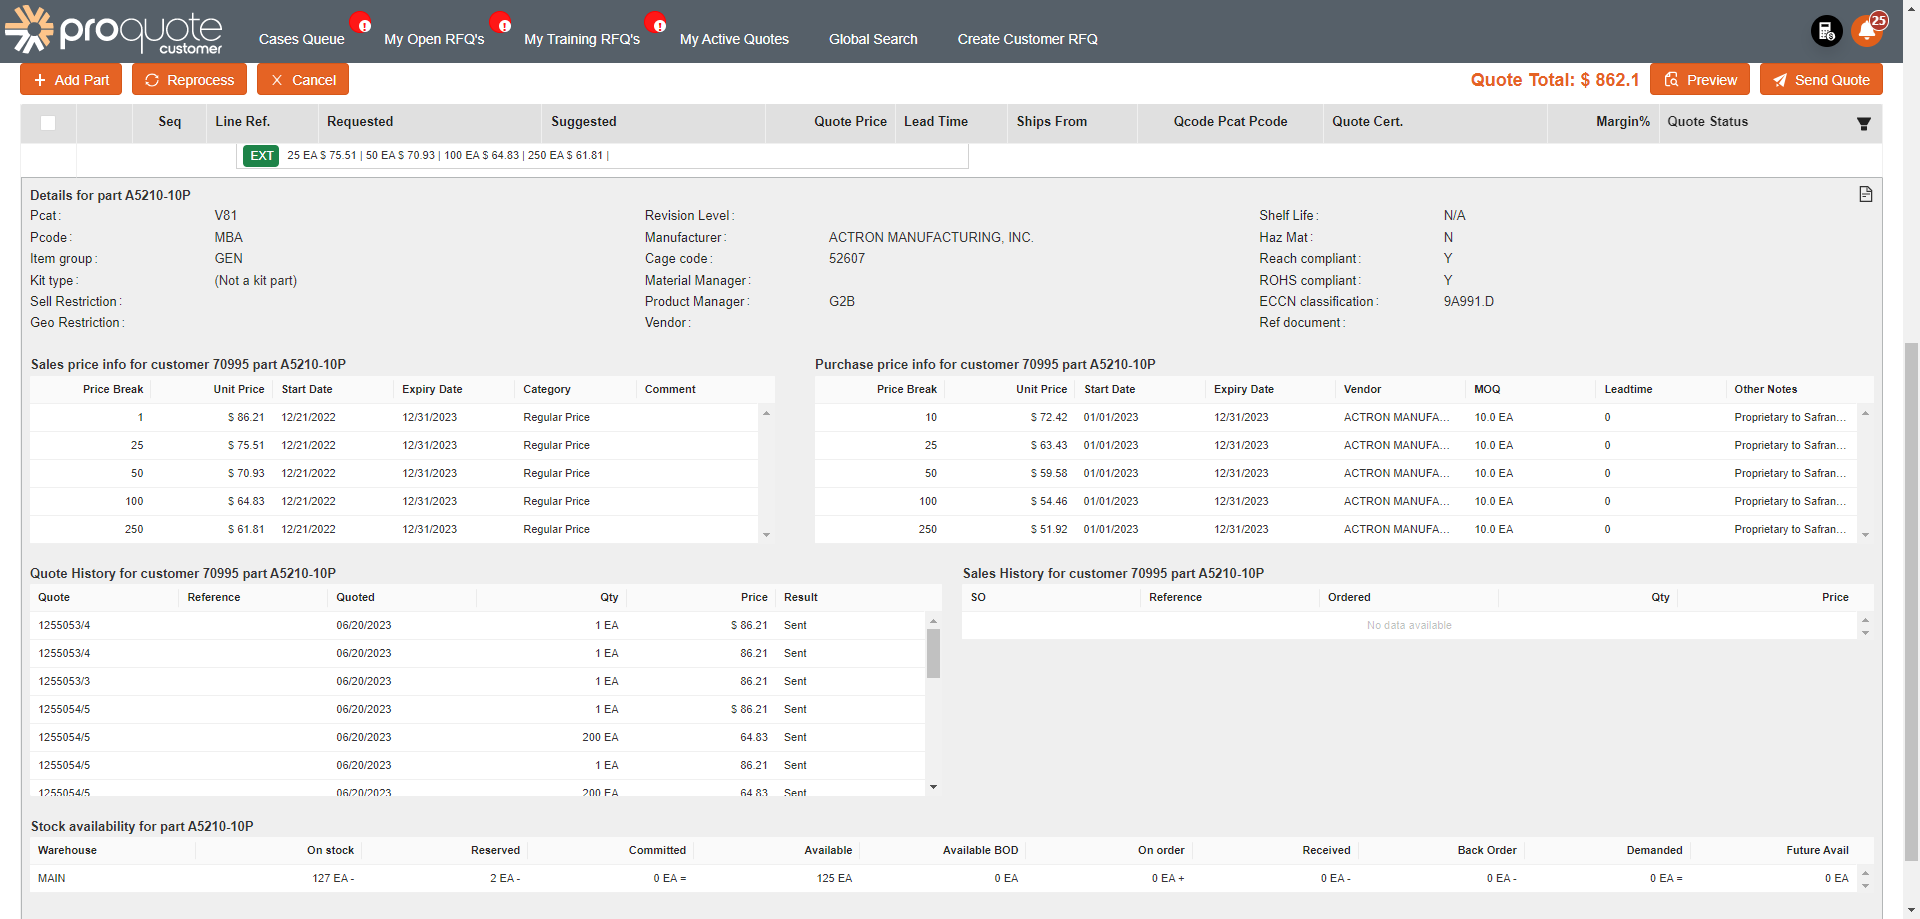 proquote customer
Cases Queue ! My Open RFQ's ! My Training RFQ's ! My Active Quotes Global Search Create Customer RFQ 25
+ Add Part Reprocess × Cancel Quote Total: $ 862.1 Preview Send Quote
Seq Line Ref. Requested Suggested Quote Price Lead Time Ships From Qcode Pcat Pcode Quote Cert. Margin% Quote Status
EXT 25 EA $ 75.51 | 50 EA $ 70.93 | 100 EA $ 64.83 | 250 EA $ 61.81 |
Details for part A5210-10P
Pcat: V81 Revision Level: Shelf Life: N/A
Pcode: MBA Manufacturer: ACTRON MANUFACTURING, INC. Haz Mat: N
Item group: GEN Cage code: 52607 Reach compliant: Y
Kit type: (Not a kit part) Material Manager: ROHS compliant: Y
Sell Restriction: Product Manager: G2B ECCN classification: 9A991.D
Geo Restriction: Vendor: Ref document:
Sales price info for customer 70995 part A5210-10P
Price Break Unit Price Start Date Expiry Date Category Comment
1 $ 86.21 12/21/2022 12/31/2023 Regular Price
25 $ 75.51 12/21/2022 12/31/2023 Regular Price
50 $ 70.93 12/21/2022 12/31/2023 Regular Price
100 $ 64.83 12/21/2022 12/31/2023 Regular Price
250 $ 61.81 12/21/2022 12/31/2023 Regular Price
Purchase price info for customer 70995 part A5210-10P
Price Break Unit Price Start Date Expiry Date Vendor MOQ Leadtime Other Notes
10 $ 72.42 01/01/2023 12/31/2023 ACTRON MANUFA... 10.0 EA 0 Proprietary to Safran...
25 $ 63.43 01/01/2023 12/31/2023 ACTRON MANUFA... 10.0 EA 0 Proprietary to Safran...
50 $ 59.58 01/01/2023 12/31/2023 ACTRON MANUFA... 10.0 EA 0 Proprietary to Safran...
100 $ 54.46 01/01/2023 12/31/2023 ACTRON MANUFA... 10.0 EA 0 Proprietary to Safran...
250 $ 51.92 01/01/2023 12/31/2023 ACTRON MANUFA... 10.0 EA 0 Proprietary to Safran...
Quote History for customer 70995 part A5210-10P
Quote Reference Quoted Qty Price Result
1255053/4 06/20/2023 1 EA $ 86.21 Sent
1255053/4 06/20/2023 1 EA 86.21 Sent
1255053/3 06/20/2023 1 EA 86.21 Sent
1255054/5 06/20/2023 1 EA $ 86.21 Sent
1255054/5 06/20/2023 200 EA 64.83 Sent
1255054/5 06/20/2023 1 EA 86.21 Sent
1255054/5 06/20/2023 200 EA 64.83 Sent
Sales History for customer 70995 part A5210-10P
SO Reference Ordered Qty Price
No data available
Stock availability for part A5210-10P
Warehouse On stock Reserved Committed Available Available BOD On order Received Back Order Demanded Future Avail
MAIN 127 EA - 2 EA - 0 EA = 125 EA 0 EA 0 EA + 0 EA - 0 EA - 0 EA = 0 EA